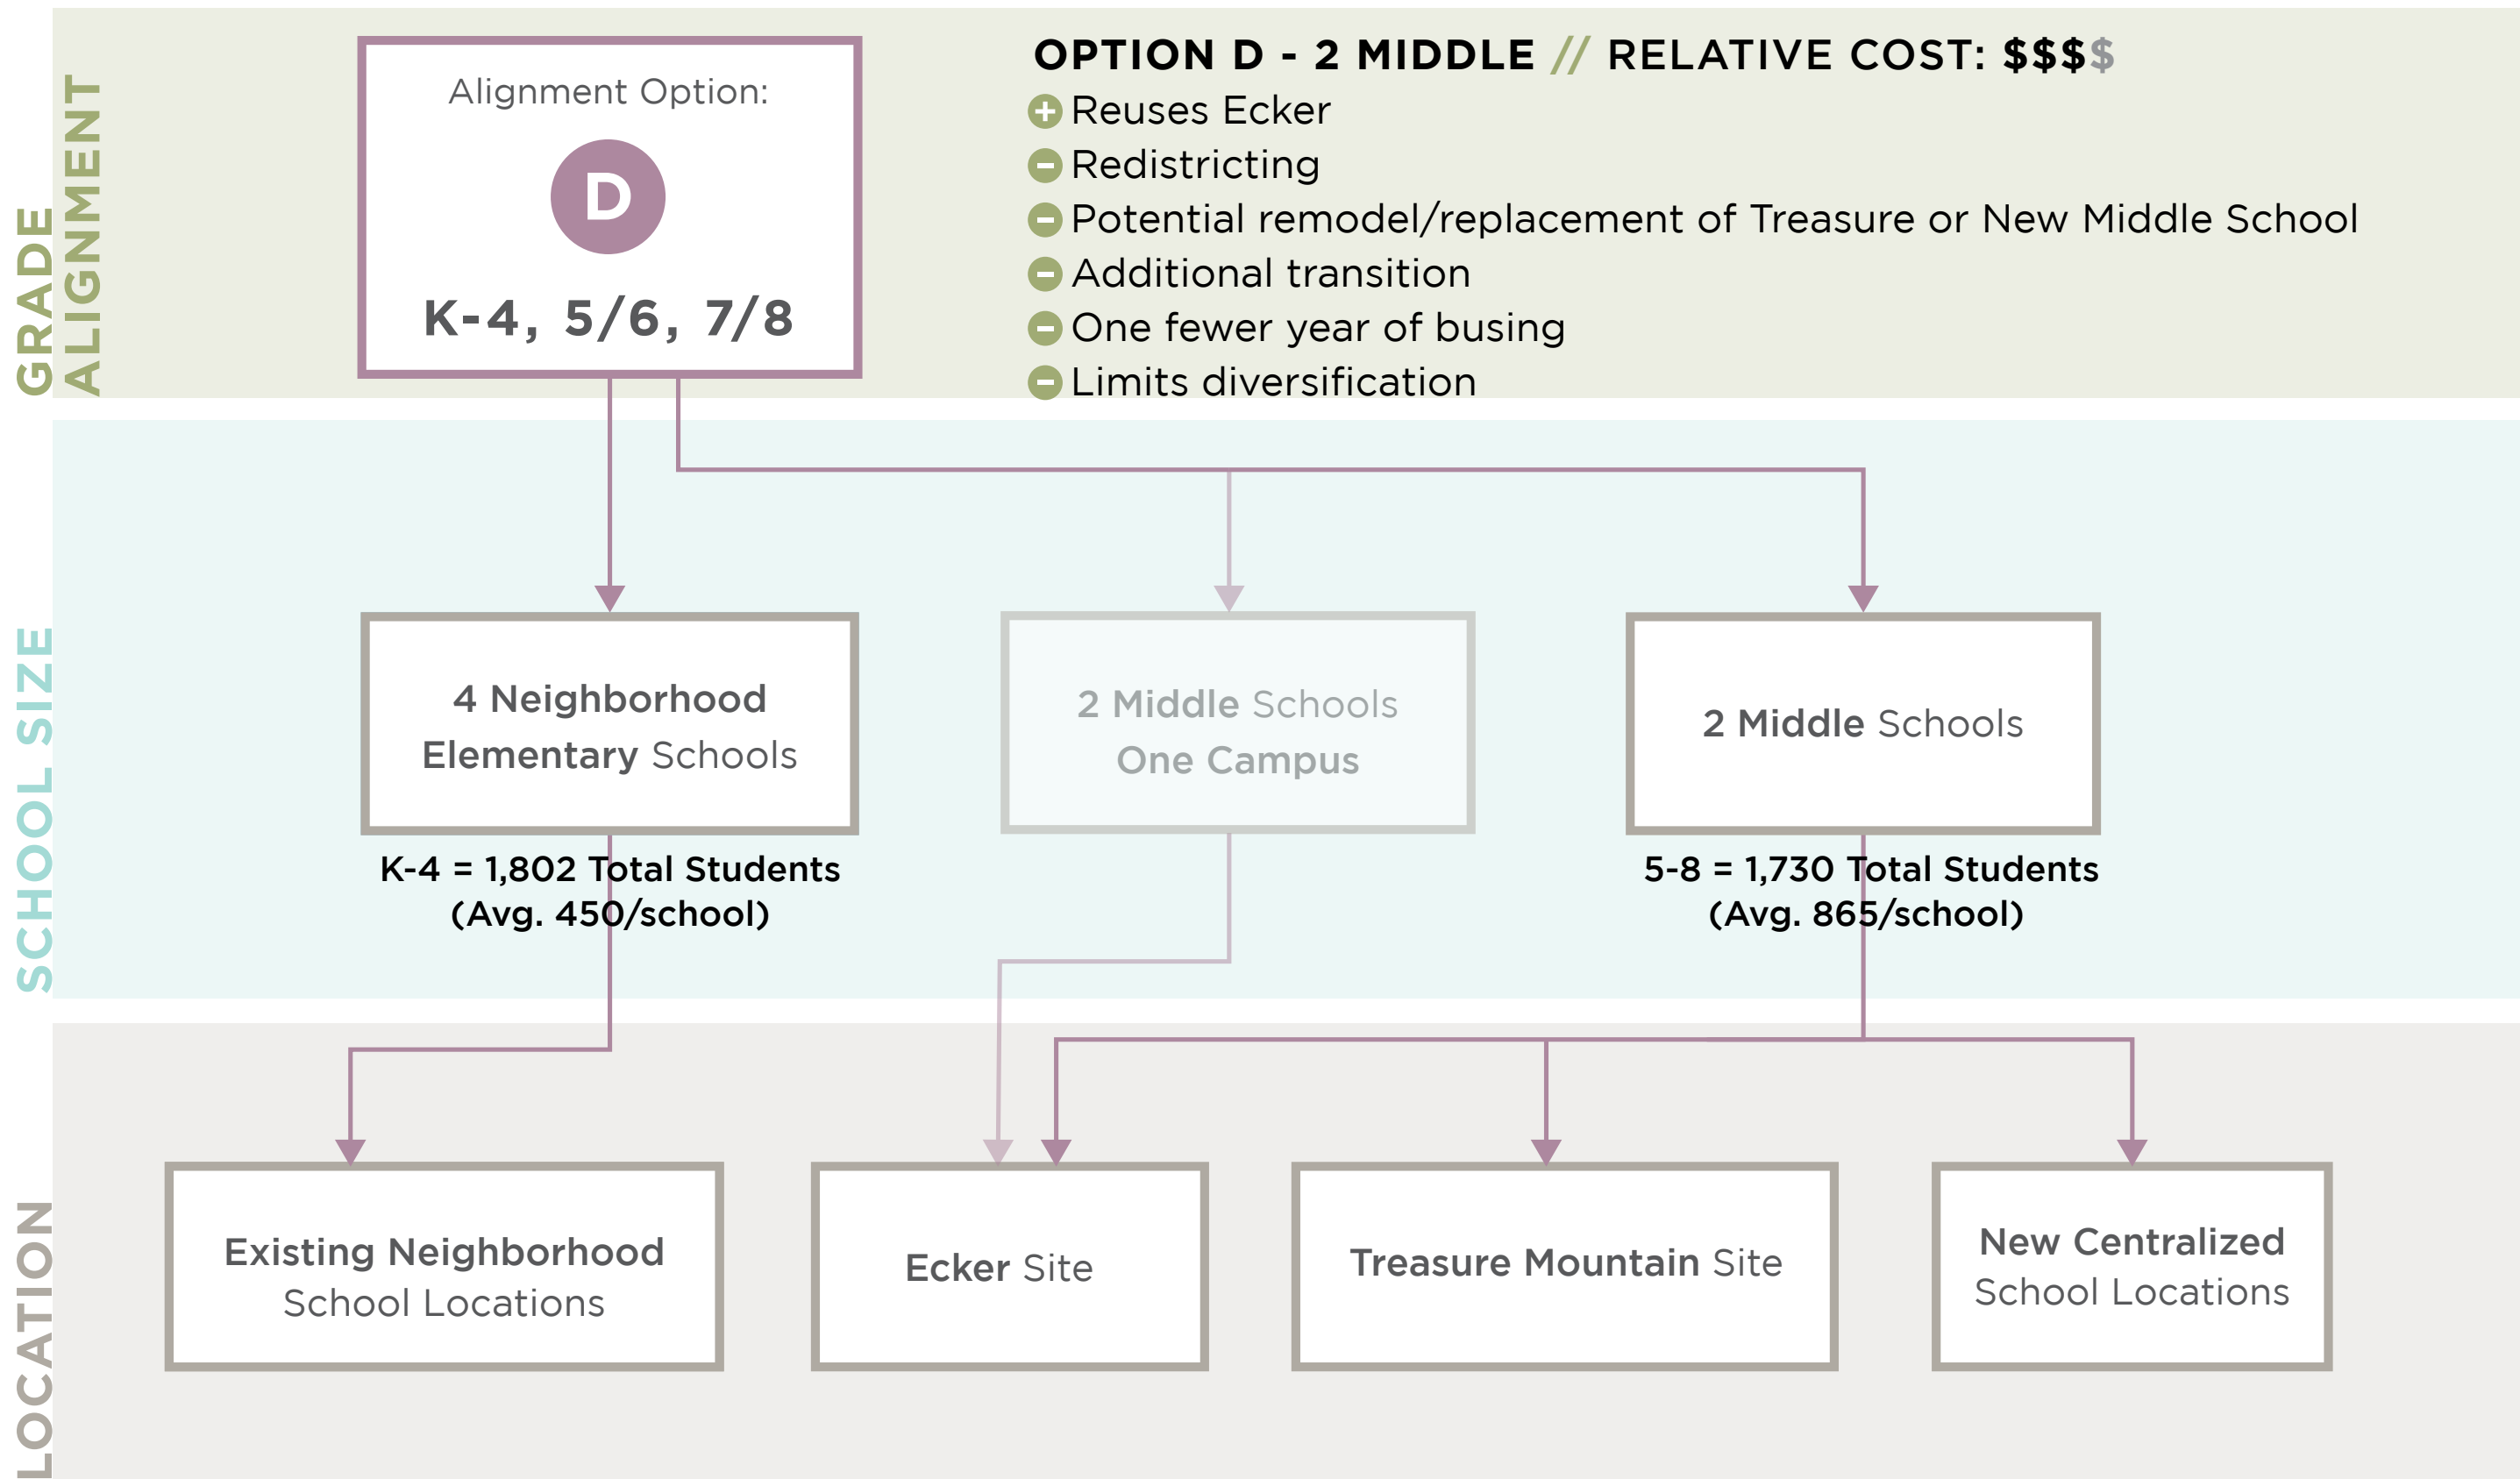 GRADE
ALIGNMENT
Alignment Option:
D
K-4, 5/6, 7/8
OPTION D - 2 MIDDLE // RELATIVE COST: $$$$
+ Reuses Ecker
- Redistricting
- Potential remodel/replacement of Treasure or New Middle School
- Additional transition
- One fewer year of busing
- Limits diversification
SCHOOL SIZE
4 Neighborhood
Elementary Schools
K-4 = 1,802 Total Students
(Avg. 450/school)
2 Middle Schools
One Campus
2 Middle Schools
5-8 = 1,730 Total Students
(Avg. 865/school)
LOCATION
Existing Neighborhood
School Locations
Ecker Site
Treasure Mountain Site
New Centralized
School Locations